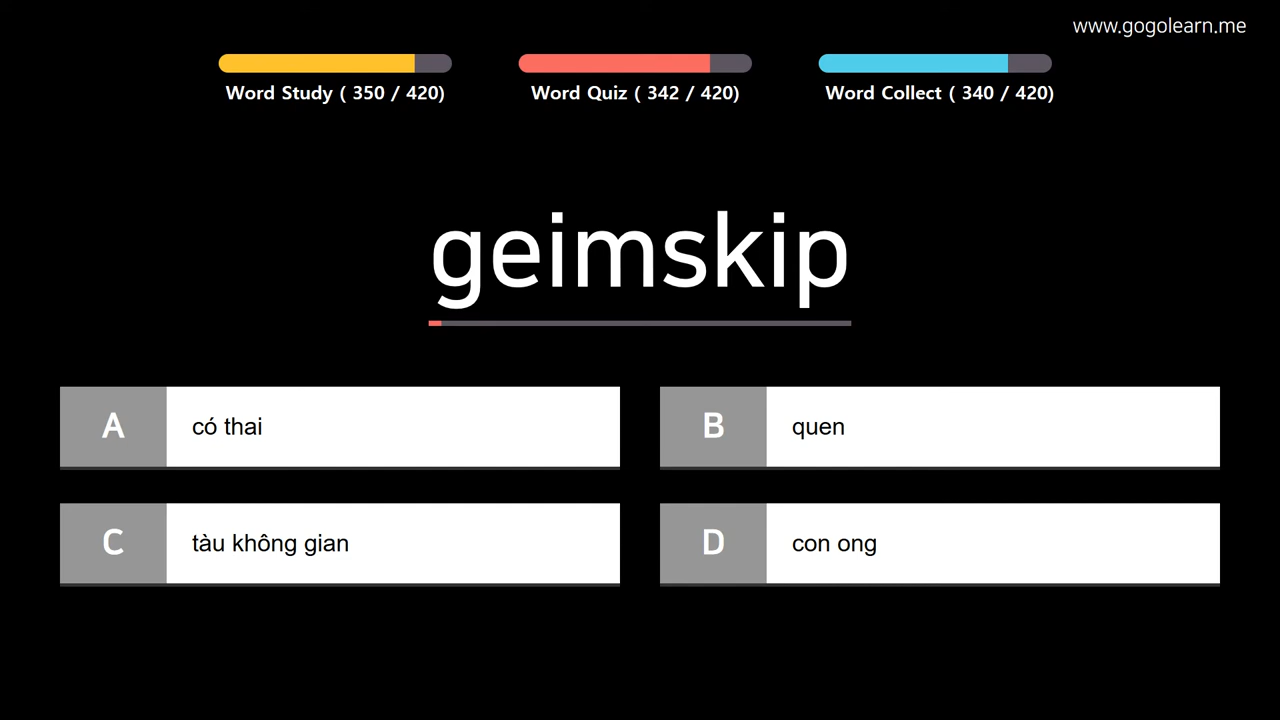 www.gogolearn.me
Word Study ( 350 / 420)
Word Quiz ( 342 / 420)
Word Collect ( 340 / 420)
geimskip
A có thai
B quen
C tàu không gian
D con ong